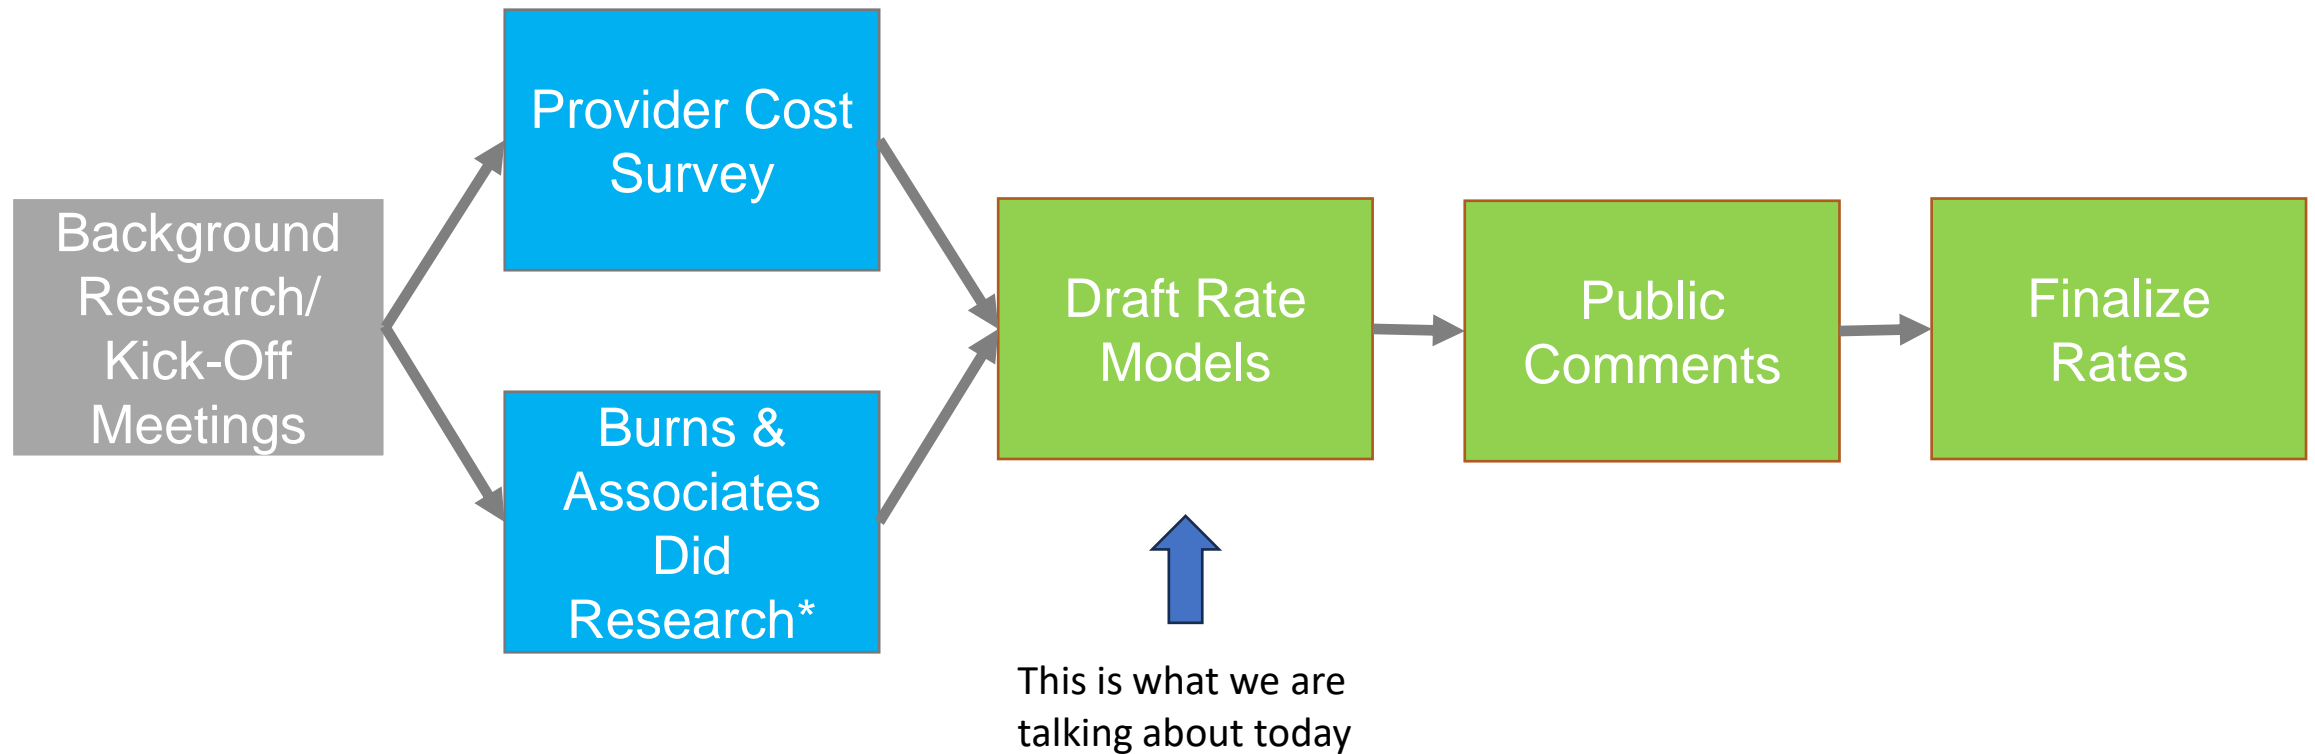 Background
Research/
Kick-Off
Meetings
Provider Cost
Survey
Burns &
Associates
Did
Research*
Draft Rate
Models
Public
Comments
Finalize
Rates
This is what we are
talking about today